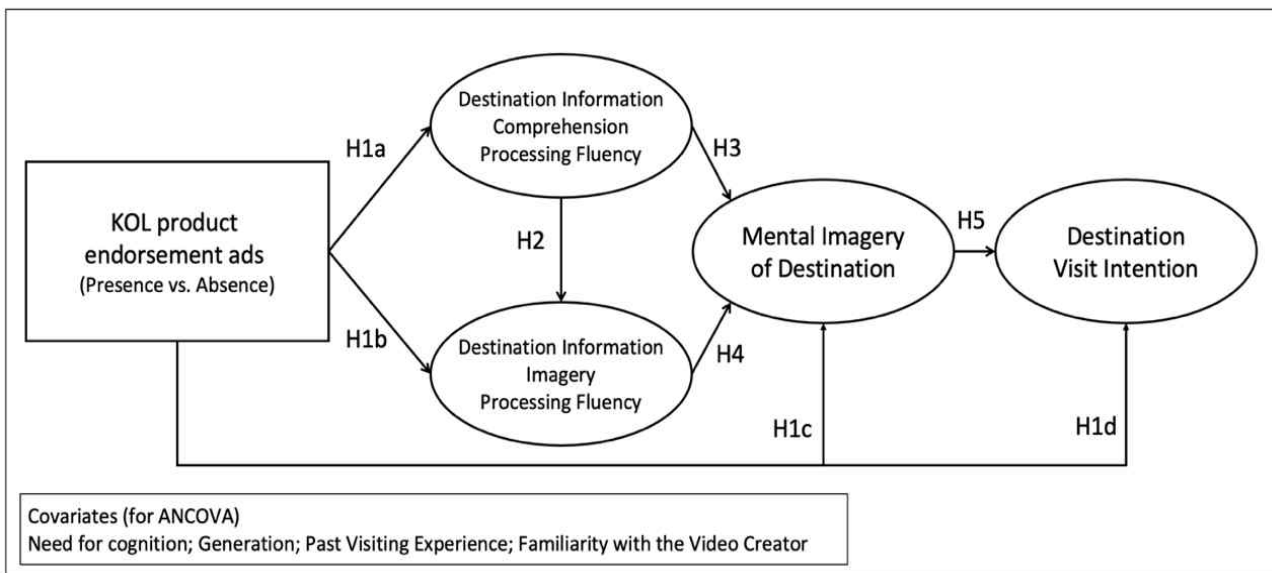 Destination Information
Comprehension
Processing Fluency
H1a
H3
KOL product
endorsement ads
(Presence vs. Absence)
H2
Mental Imagery
of Destination
H5
Destination
Visit Intention
H1b
Destination Information
Imagery
Processing Fluency
H4
H1c
H1d
Covariates (for ANCOVA)
Need for cognition; Generation; Past Visiting Experience; Familiarity with the Video Creator